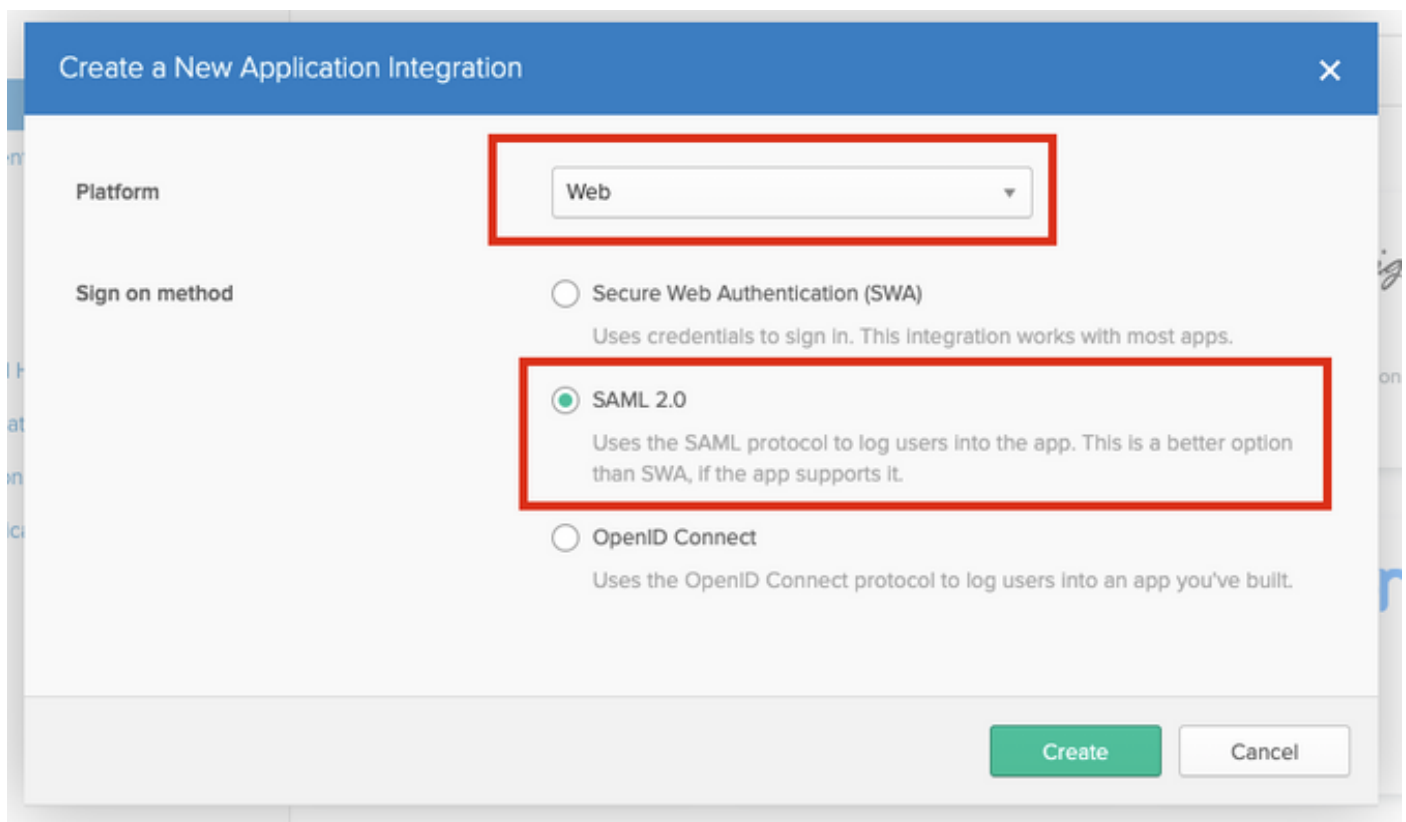 Create a New Application Integration
Platform
Web
Sign on method
Secure Web Authentication (SWA)
Uses credentials to sign in. This integration works with most apps.
SAML 2.0
Uses the SAML protocol to log users into the app. This is a better option
than SWA, if the app supports it.
OpenID Connect
Uses the OpenID Connect protocol to log users into an app you've built.
Create
Cancel